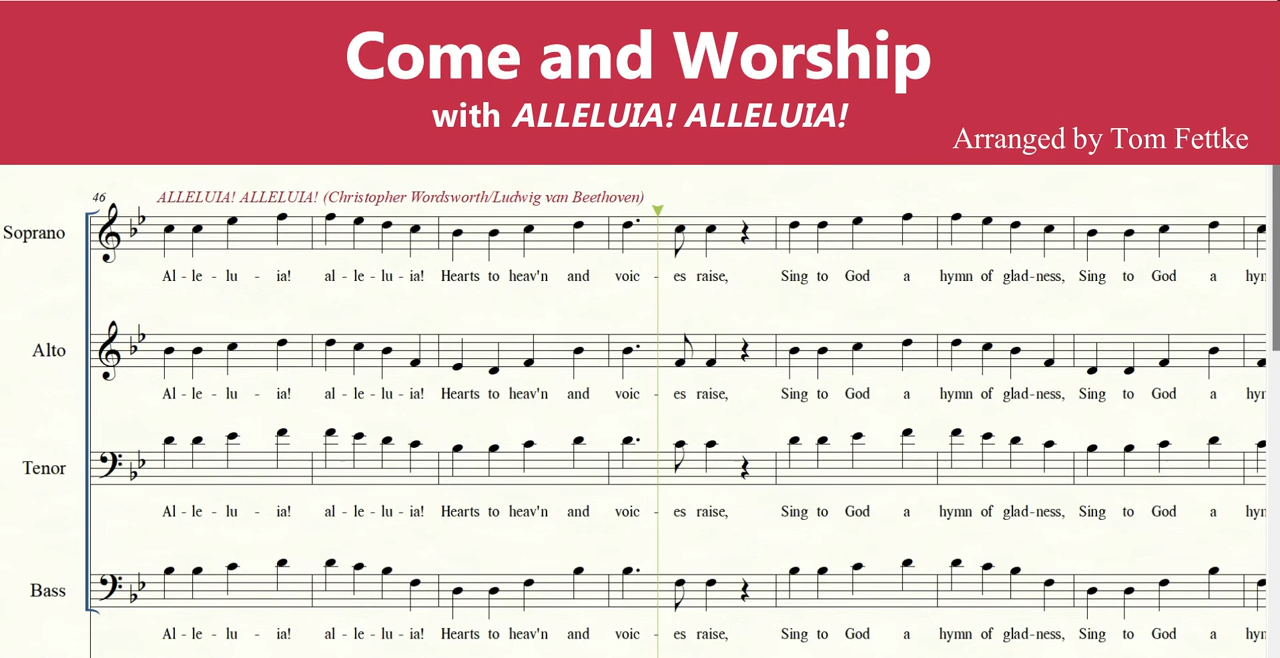 Come and Worship
with ALLELUIA! ALLELUIA!
Arranged by Tom Fettke
46
ALLELUIA! ALLELUIA! (Christopher Wordsworth/Ludwig van Beethoven)
Soprano
Al - le - lu - ia! al - le - lu - ia! Hearts to heav'n and voic - es raise, Sing to God a hymn of glad-ness, Sing to God a hyn
Alto
Al - le - lu - ia! al - le - lu - ia! Hearts to heav'n and voic - es raise, Sing to God a hymn of glad-ness, Sing to God a hyn
Tenor
Al - le - lu - ia! al - le - lu - ia! Hearts to heav'n and voic - es raise, Sing to God a hymn of glad-ness, Sing to God a hyn
Bass
Al - le - lu - ia! al - le - lu - ia! Hearts to heav'n and voic - es raise, Sing to God a hymn of glad-ness, Sing to God a hyn